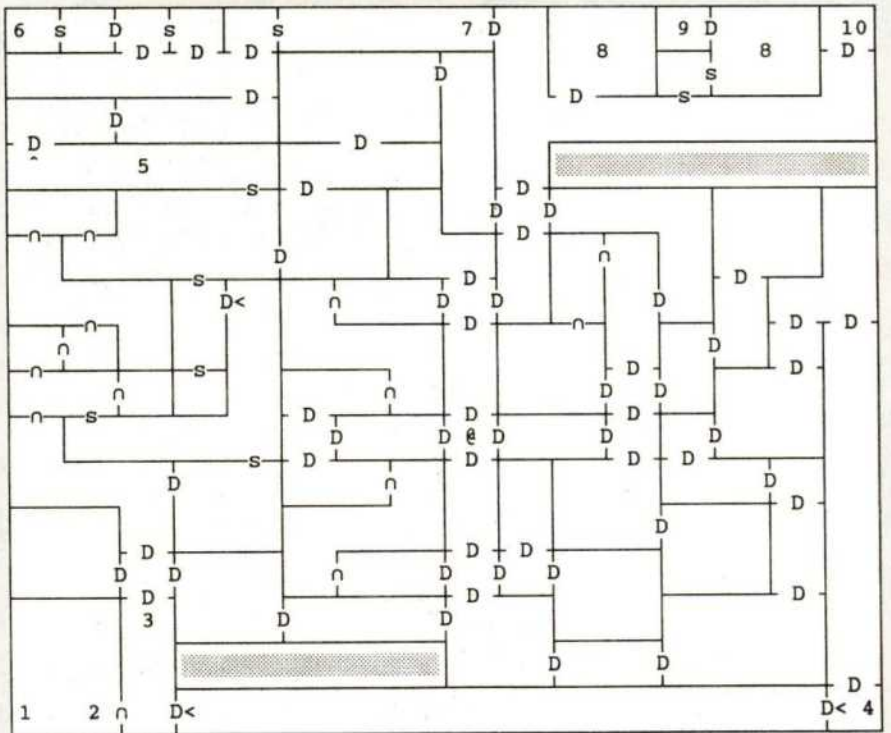 6 s D s s 7 D 9 D 10
D D D 8 8 D
D s
D D s
D
D D
^ 5
s D D
D D
∩ ∩ D
D ∩
s D D
D< ∩ D D D
∩ D ∩ D D
∩ D
∩ s D D
∩ ∩ D D
∩ s D D D
D D @ D D D
s D D D D
D ∩ D
D
D
D D D
D D ∩ D D D
D D D
3 D D
D D
D
1 2 ∩ D< D< 4